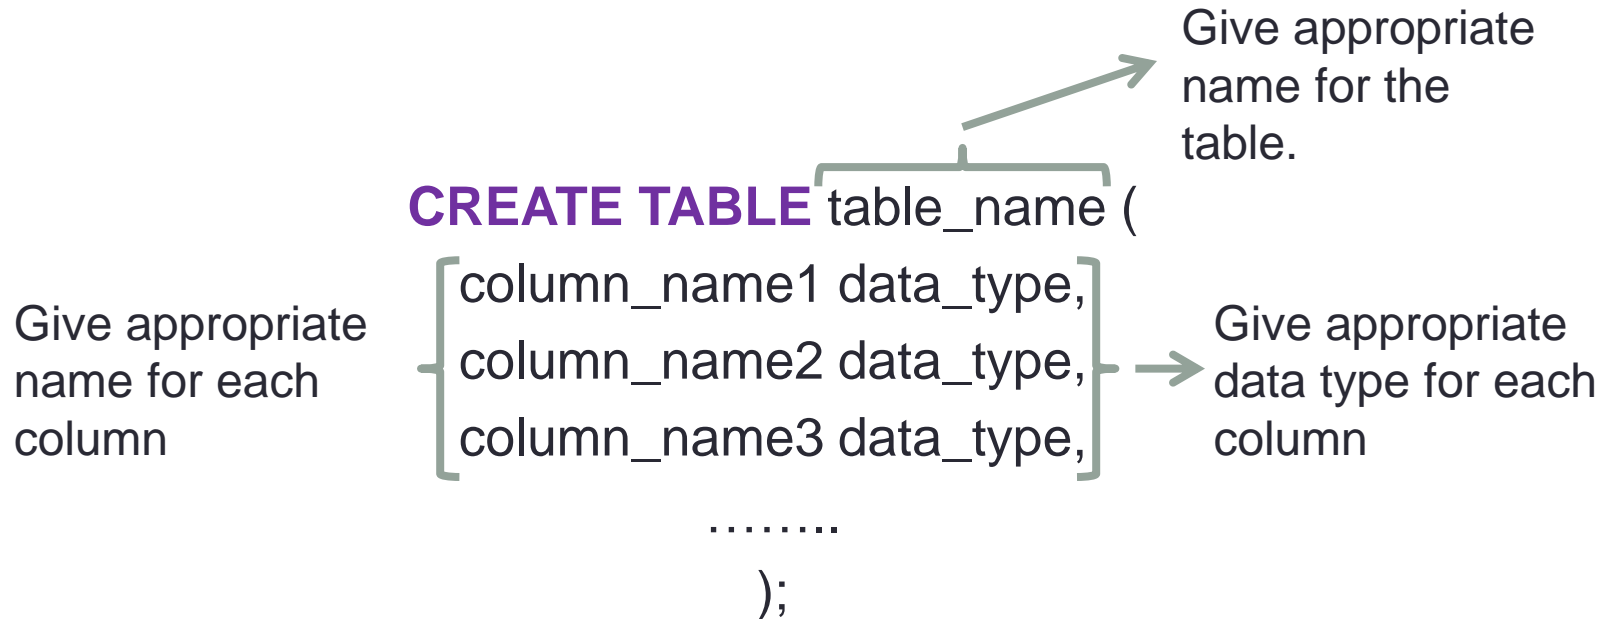 Give appropriate
name for the
table.
CREATE TABLE table_name (
column_name1 data_type,
column_name2 data_type,
column_name3 data_type,
……..
);
Give appropriate
name for each
column
Give appropriate
data type for each
column